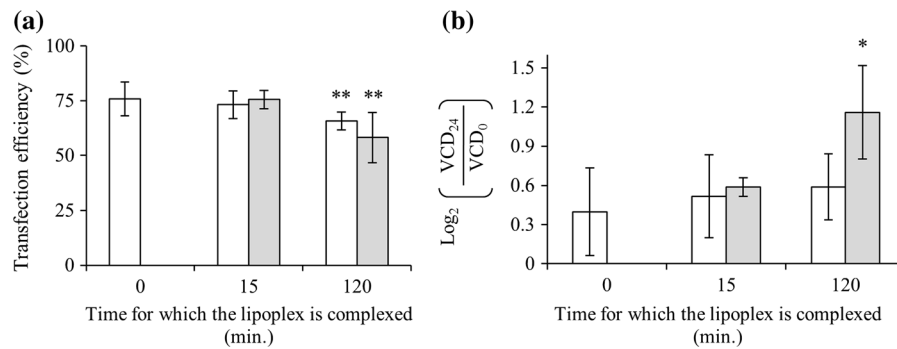 (a)
Transfection efficiency (%)
100
75
50
25
0
** **
0 15 120
Time for which the lipoplex is complexed
(min.)
(b)
Log₂ (VCD₂₄ / VCD₀)
1.5
1.2
0.9
0.6
0.3
0
*
0 15 120
Time for which the lipoplex is complexed
(min.)